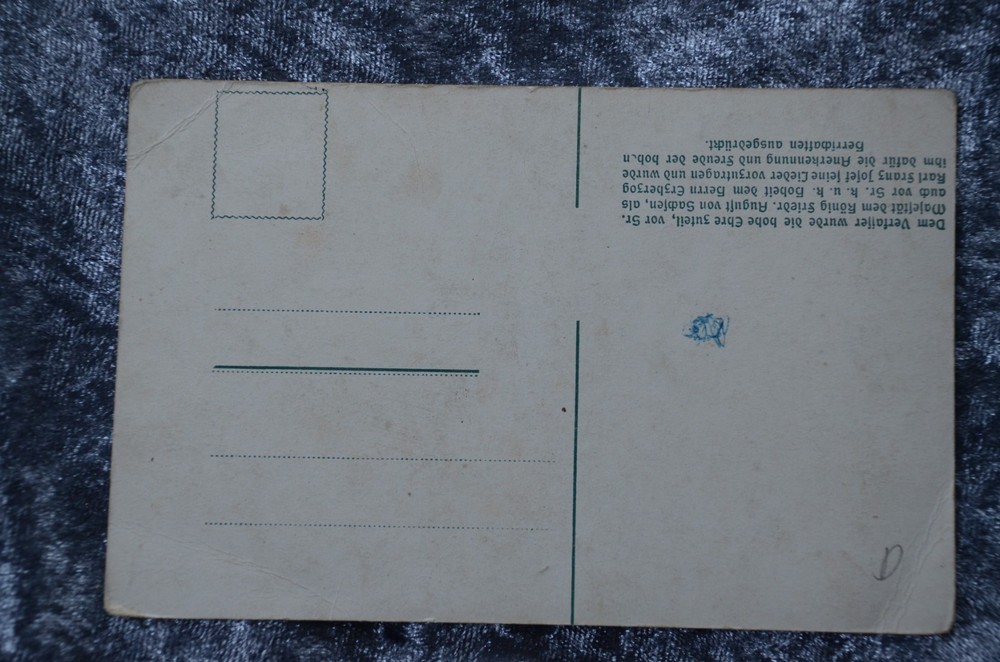 Dem Verfasser wurde die hohe Ehre zuteil, vor Sr.
Majestät dem König Friedr. August von Sachsen, als
auch vor Sr. k. u. k. Hoheit dem Herrn Erzherzog
Karl Franz Josef seine Lieder vorzutragen und wurde
ihm dafür die Anerkennung und Freude der hoh.n
Herrschaften ausgedrückt.
D